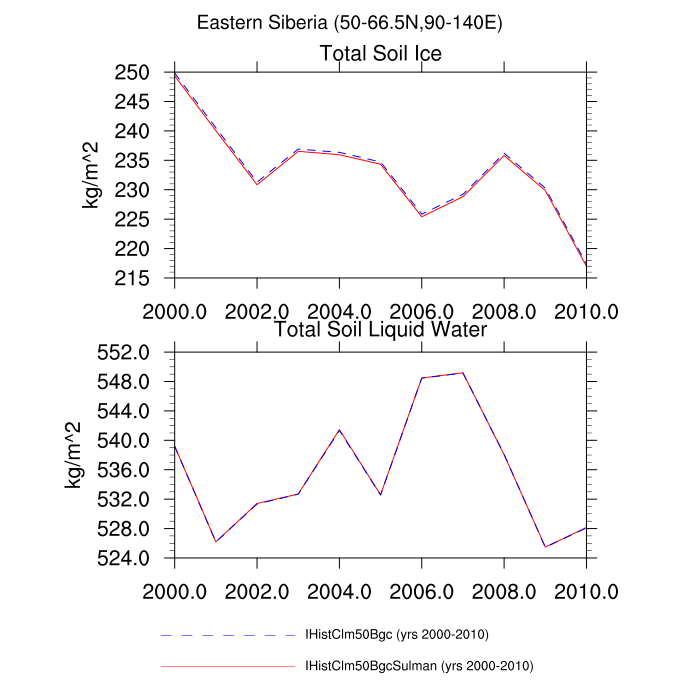 Eastern Siberia (50-66.5N,90-140E)
Total Soil Ice
250
245
240
235
230
225
220
215
kg/m^2
2000.0 2002.0 2004.0 2006.0 2008.0 2010.0
Total Soil Liquid Water
552.0
548.0
544.0
540.0
536.0
532.0
528.0
524.0
kg/m^2
2000.0 2002.0 2004.0 2006.0 2008.0 2010.0
IHistClm50Bgc (yrs 2000-2010)
IHistClm50BgcSulman (yrs 2000-2010)